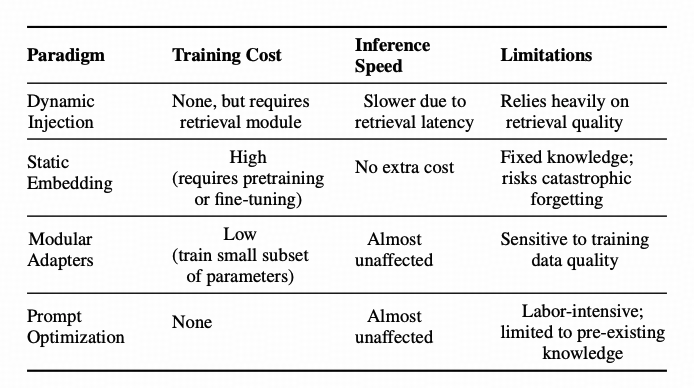 Paradigm Training Cost Inference Speed Limitations
Dynamic Injection None, but requires retrieval module Slower due to retrieval latency Relies heavily on retrieval quality
Static Embedding High (requires pretraining or fine-tuning) No extra cost Fixed knowledge; risks catastrophic forgetting
Modular Adapters Low (train small subset of parameters) Almost unaffected Sensitive to training data quality
Prompt Optimization None Almost unaffected Labor-intensive; limited to pre-existing knowledge